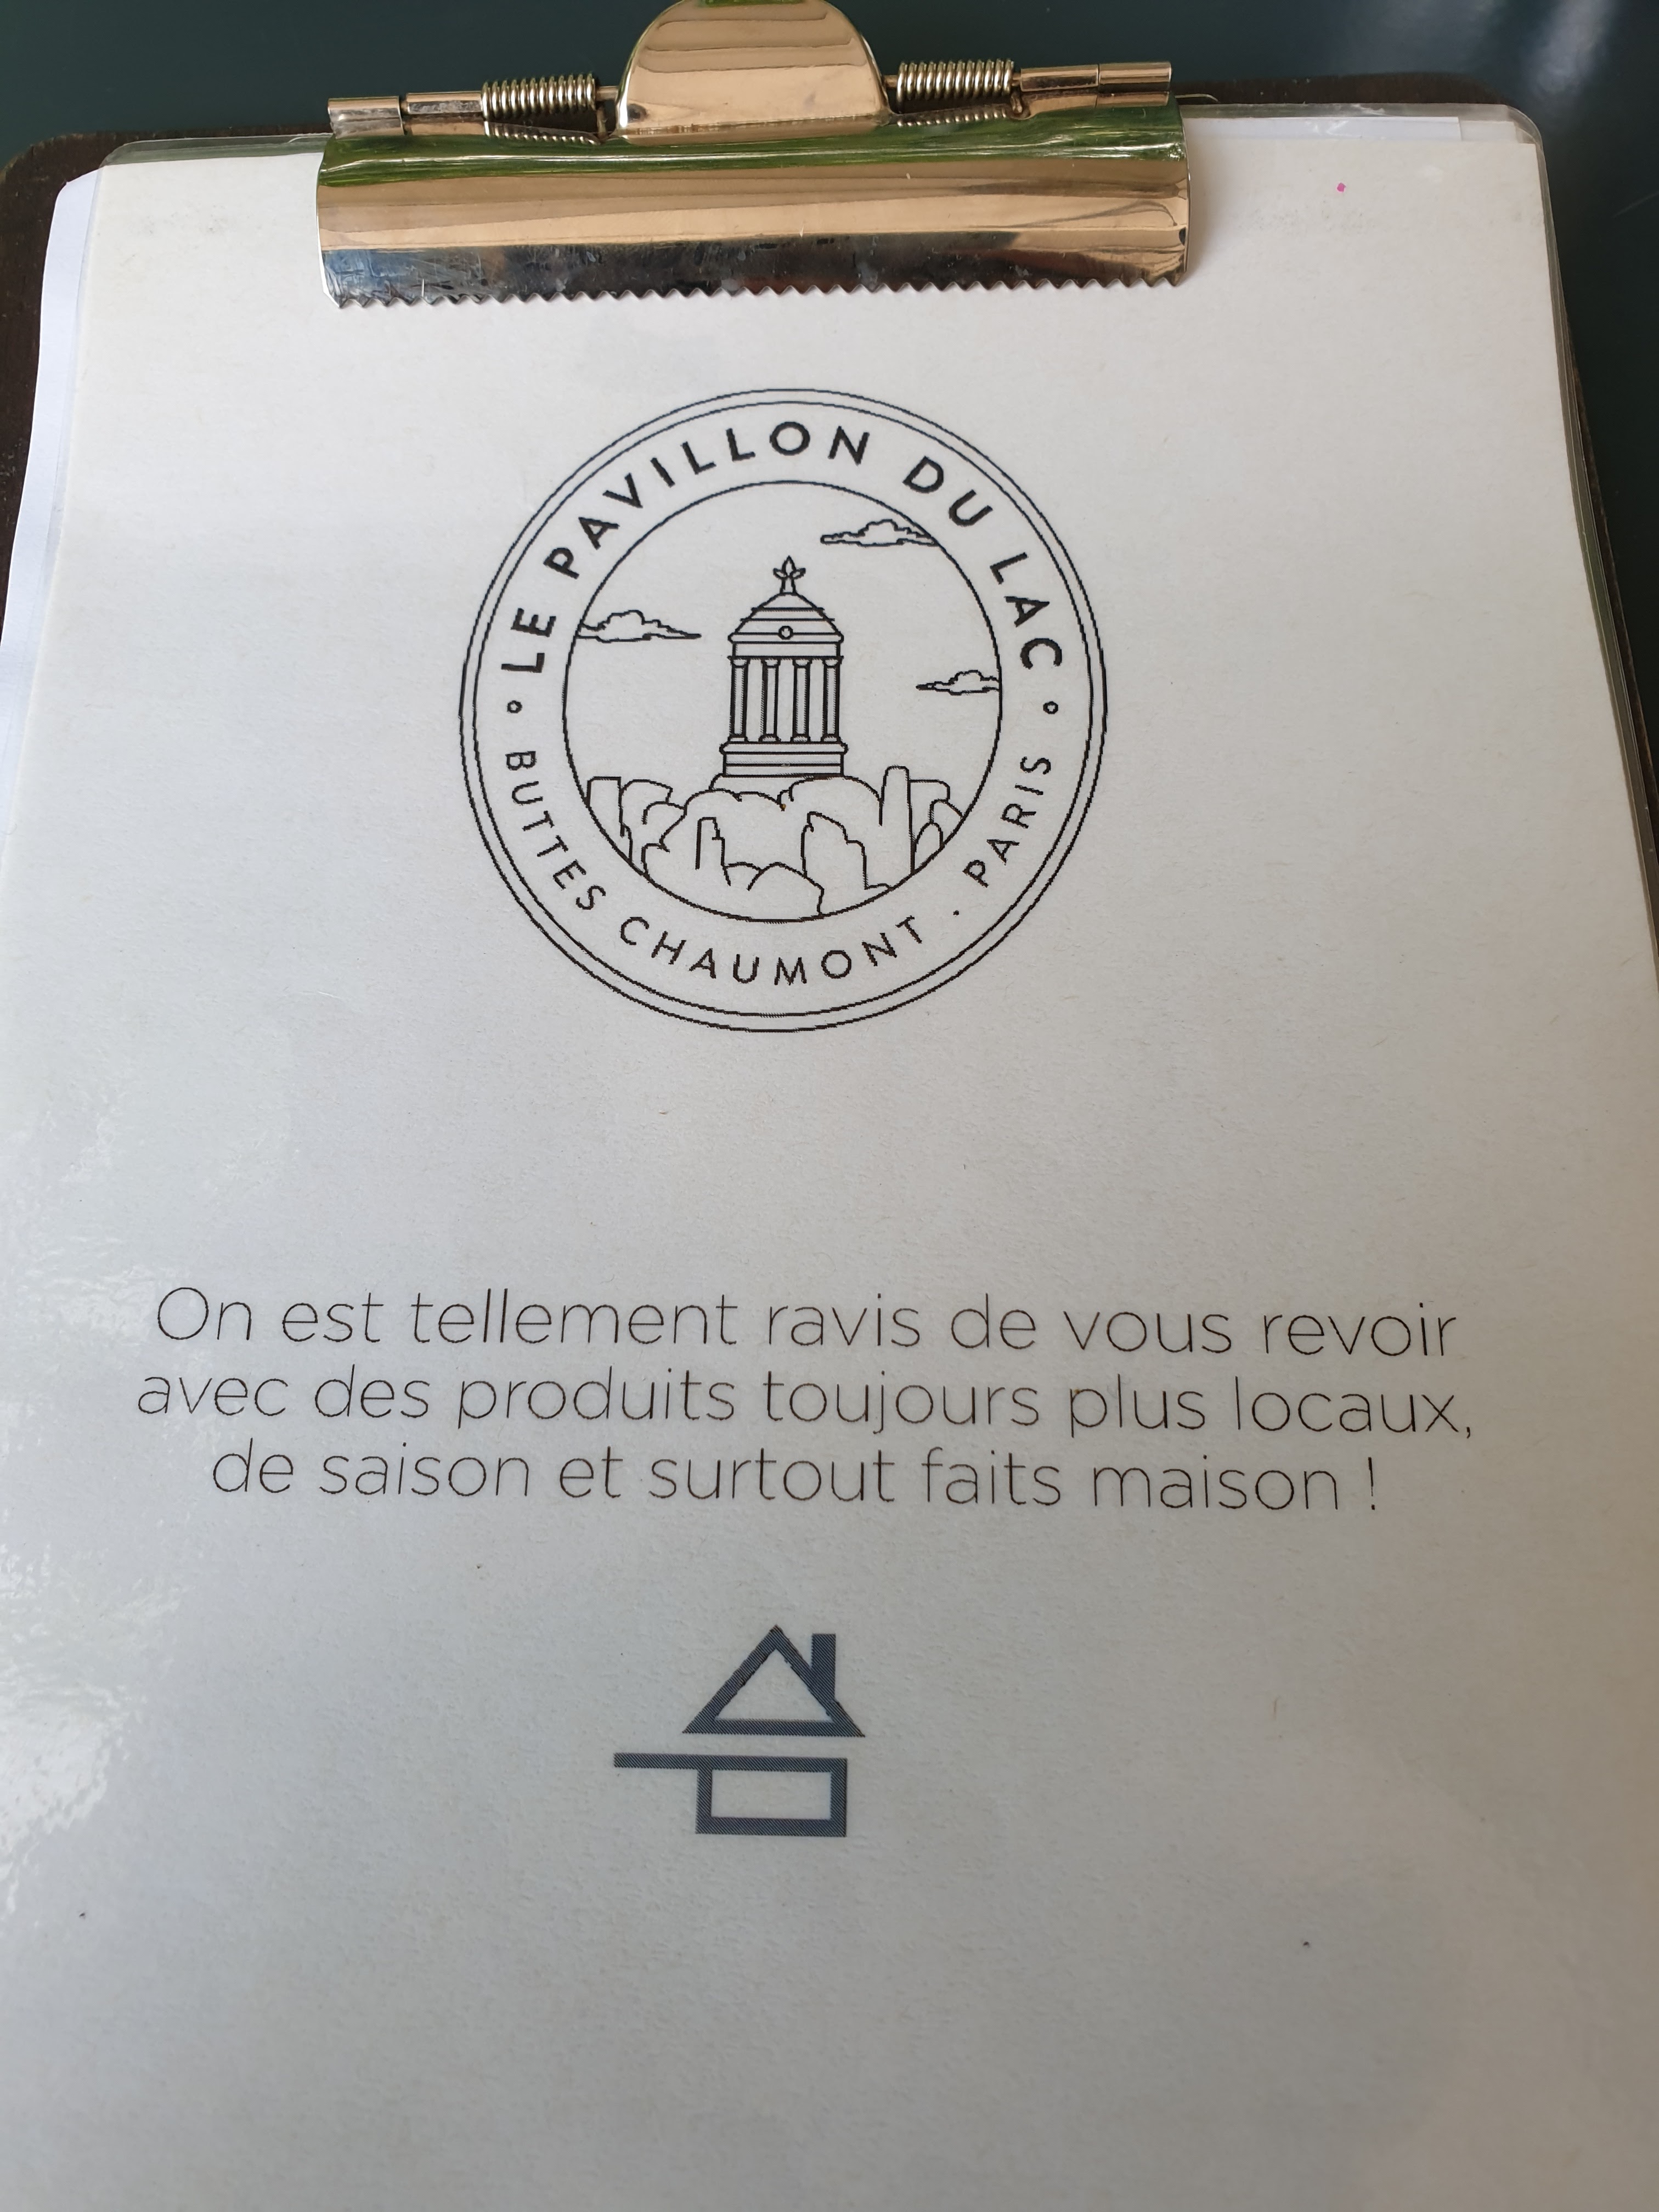 LE PAVILLON DU LAC
BUTTES CHAUMONT . PARIS
On est tellement ravis de vous revoir
avec des produits toujours plus locaux,
de saison et surtout faits maison !